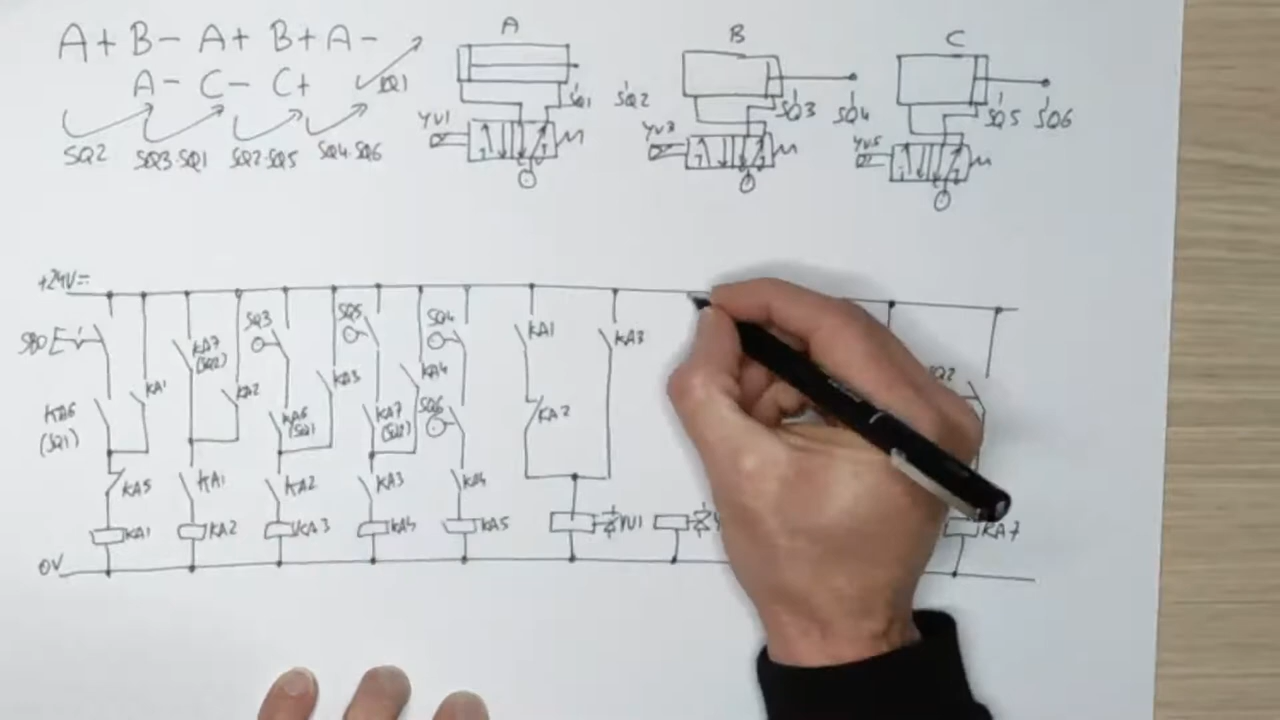 A+ B- A+ B+ A-
A- C- C+ SQ1
SQ2 SQ3·SQ1 SQ2·SQ5 SQ4·SQ6
A
SQ1 SQ2
YV1
B
SQ3 SQ4
YV3
C
SQ5 SQ6
YV5
+24V=
SB0 KA7 SQ3 SQ5 SQ4 KA1 KA3
(SQ2)
KA1 KA2 KA3 KA4 SQ2
KA6 KA6 KA7 SQ6 KA2
(SQ1) (SQ1 (SQ2)
KA5 KA1 KA2 KA3 KA4
KA1 KA2 KA3 KA4 KA5 YV1 KA7
0V